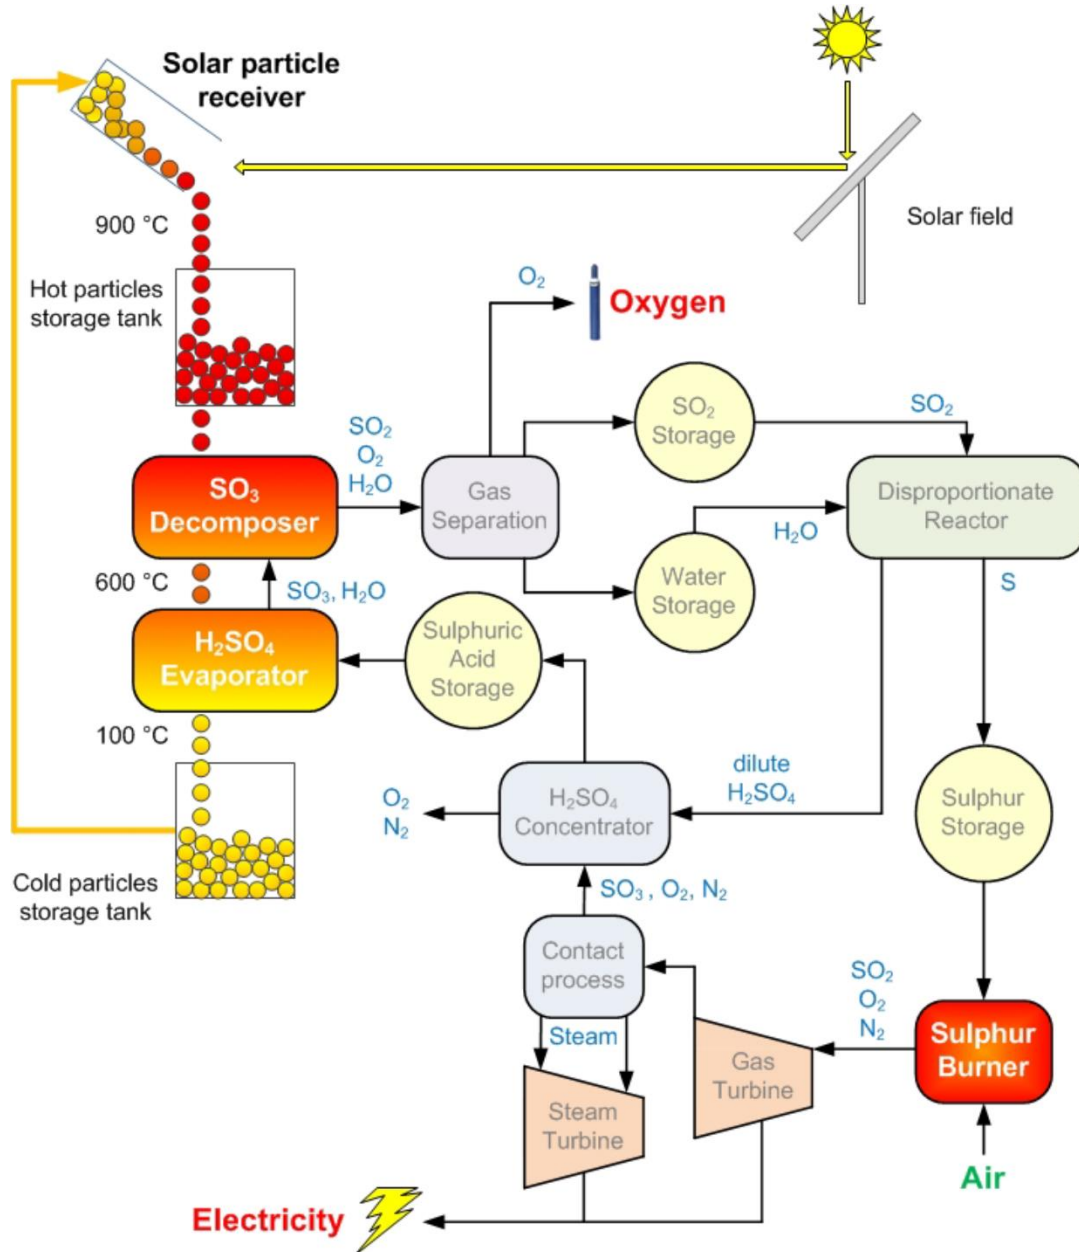 Solar particle
receiver
900 °C
Solar field
Hot particles
storage tank
O₂
Oxygen
SO₂
O₂
H₂O
SO₂
Storage
SO₂
SO₃
Decomposer
Gas
Separation
Disproportionate
Reactor
H₂O
600 °C
SO₃, H₂O
Water
Storage
S
H₂SO₄
Evaporator
Sulphuric
Acid
Storage
100 °C
dilute
H₂SO₄
O₂
N₂
H₂SO₄
Concentrator
Sulphur
Storage
Cold particles
storage tank
SO₃ , O₂, N₂
Contact
process
SO₂
O₂
N₂
Steam
Sulphur
Burner
Gas
Turbine
Steam
Turbine
Air
Electricity